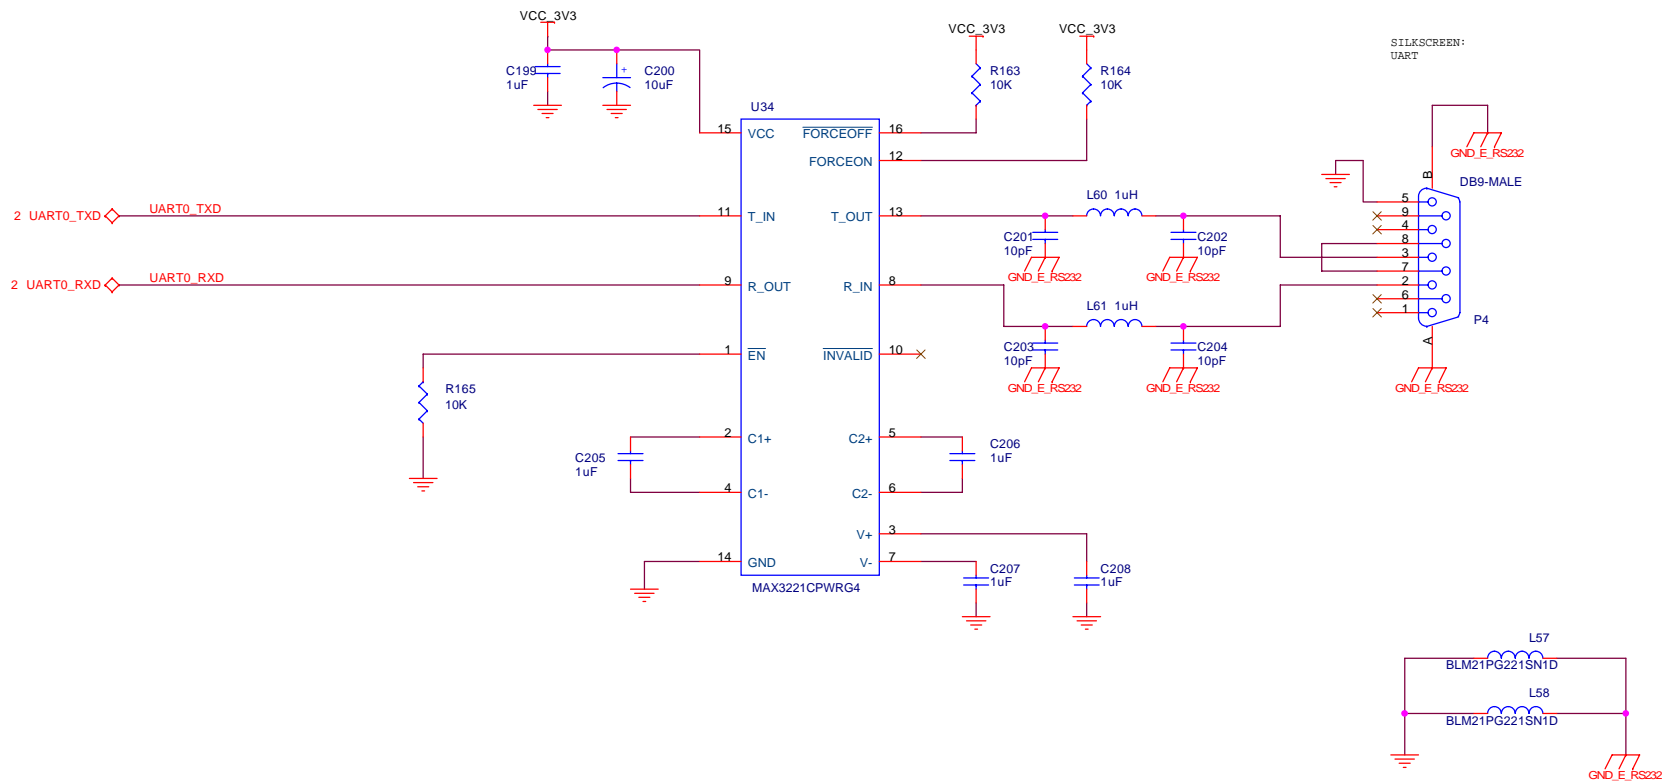 VCC_3V3
C199
1uF
C200
10uF
VCC_3V3
VCC_3V3
R163
10K
R164
10K
SILKSCREEN:
UART
U34
15 VCC
FORCEOFF 16
FORCEON 12
GND_E_RS232
B
DB9-MALE
2 UART0_TXD
UART0_TXD
11 T_IN
T_OUT 13
L60 1uH
C201
10pF
GND_E_RS232
C202
10pF
GND_E_RS232
5
9
4
8
3
7
2
6
1
2 UART0_RXD
UART0_RXD
9 R_OUT
R_IN 8
L61 1uH
C203
10pF
GND_E_RS232
C204
10pF
GND_E_RS232
P4
A
GND_E_RS232
1 EN
INVALID 10
R165
10K
2 C1+
C2+ 5
C205
1uF
C206
1uF
4 C1-
C2- 6
V+ 3
14 GND
V- 7
C207
1uF
C208
1uF
MAX3221CPWRG4
L57
BLM21PG221SN1D
L58
BLM21PG221SN1D
GND_E_RS232